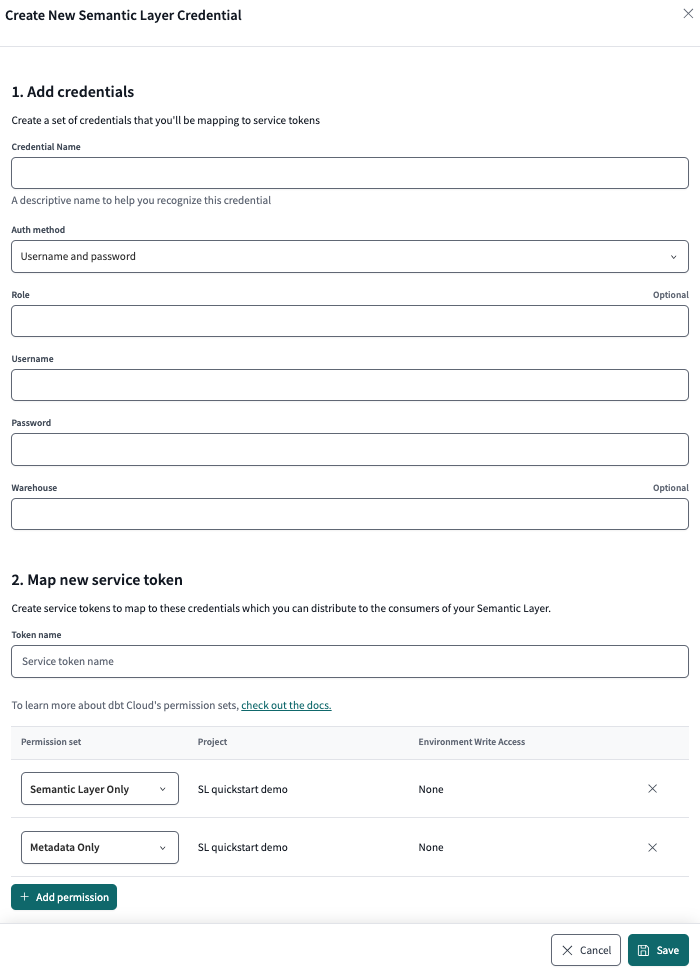 Create New Semantic Layer Credential
1. Add credentials
Create a set of credentials that you'll be mapping to service tokens
Credential Name
A descriptive name to help you recognize this credential
Auth method
Username and password
Role Optional
Username
Password
Warehouse Optional
2. Map new service token
Create service tokens to map to these credentials which you can distribute to the consumers of your Semantic Layer.
Token name
Service token name
To learn more about dbt Cloud's permission sets, check out the docs.
Permission set Project Environment Write Access
Semantic Layer Only SL quickstart demo None
Metadata Only SL quickstart demo None
+ Add permission
Cancel Save